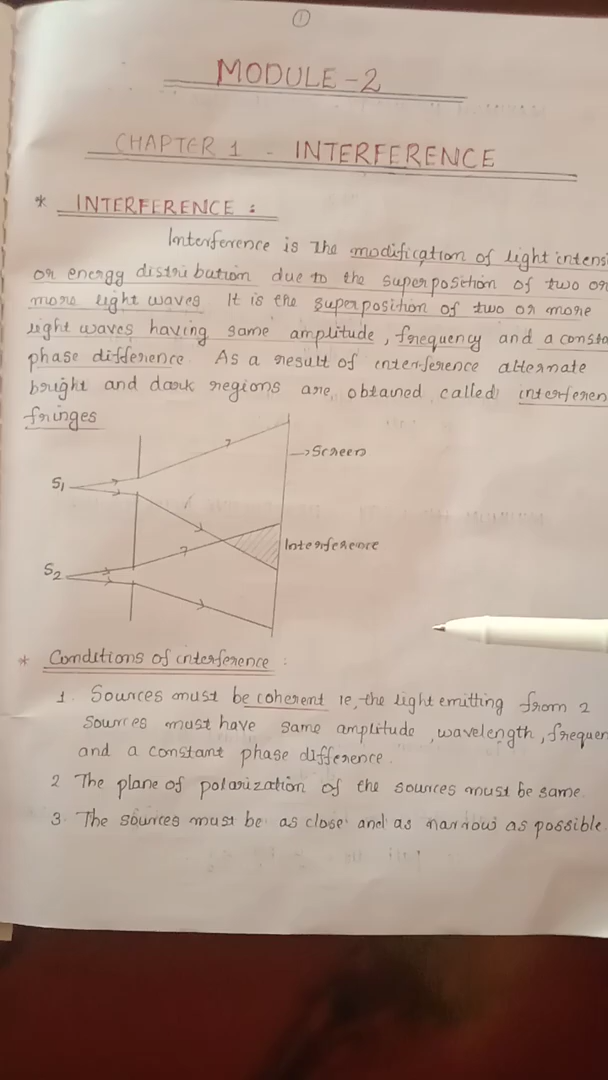 1
MODULE - 2
CHAPTER 1 - INTERFERENCE
* INTERFERENCE :
Interference is the modification of light intens
or energy distribution due to the superposition of two or
more light waves It is the superposition of two or more
light waves having same amplitude, frequency and a consta
phase difference. As a result of interference alternate
bright and dark regions are obtained called interferen
fringes
→ Screen
S1
Interference
S2
* Conditions of interference :
1. Sources must be coherent ie, the light emitting from 2
sources must have same amplitude, wavelength, frequen
and a constant phase difference.
2 The plane of polarization of the sources must be same.
3. The sources must be as close and as narrow as possible.